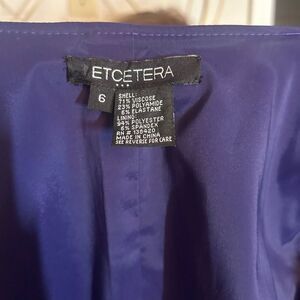 ETCETERA
6
SHELL:
71% VISCOSE
23% POLYAMIDE
6% ELASTANE
LINING:
94% POLYESTER
6% SPANDEX
RN # 136420
MADE IN CHINA
SEE REVERSE FOR CARE